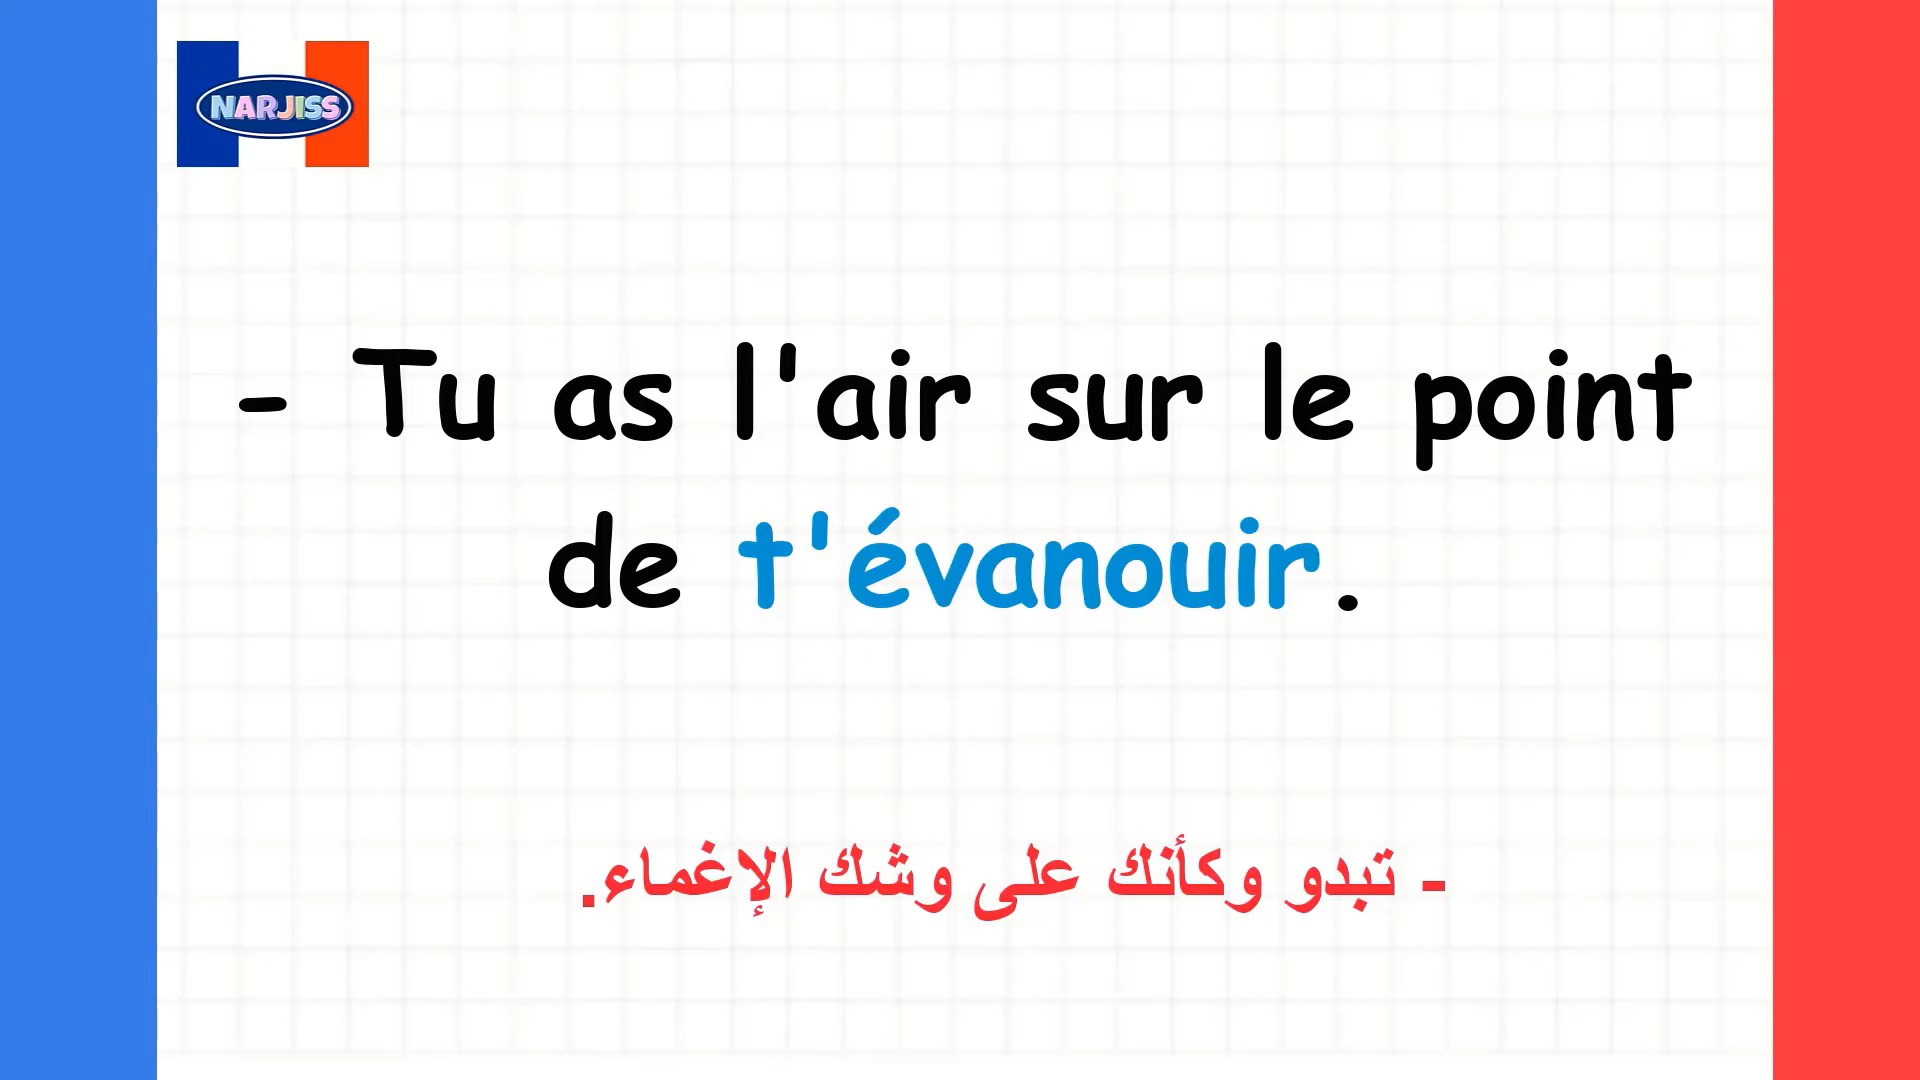 NARJISS
- Tu as l'air sur le point
de t'évanouir.
- تبدو وكأنك على وشك الإغماء.